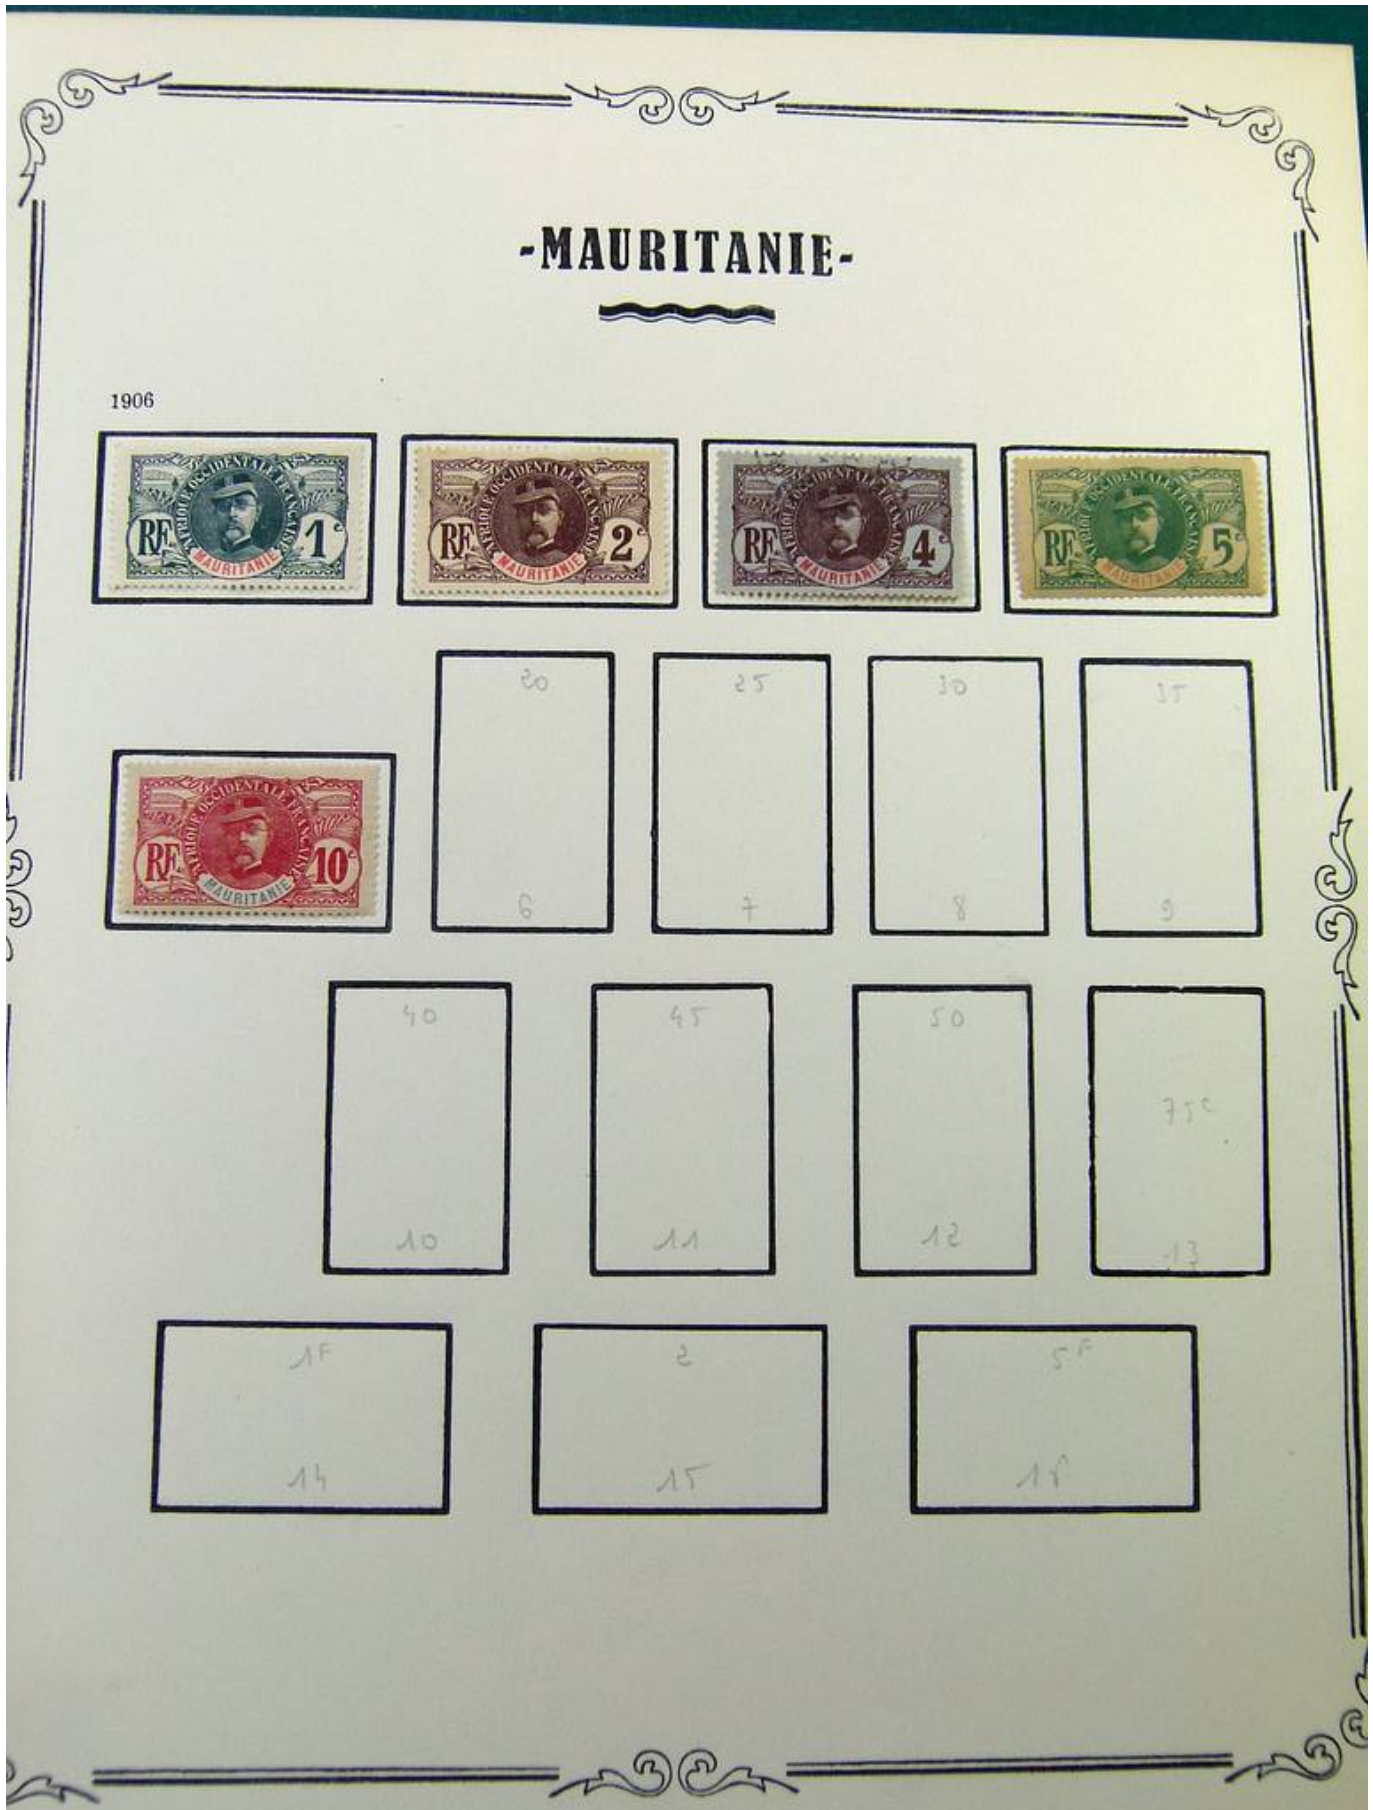 -MAURITANIE-
1906
AFRIQUE OCCIDENTALE FRANÇAISE
RF 1c
MAURITANIE
AFRIQUE OCCIDENTALE FRANÇAISE
RF 2c
MAURITANIE
AFRIQUE OCCIDENTALE FRANÇAISE
RF 4c
MAURITANIE
AFRIQUE OCCIDENTALE FRANÇAISE
RF 5c
MAURITANIE
20
6
25
7
30
8
35
9
AFRIQUE OCCIDENTALE FRANÇAISE
RF 10c
MAURITANIE
40
10
45
11
50
12
75c
13
1F
14
2
15
5F